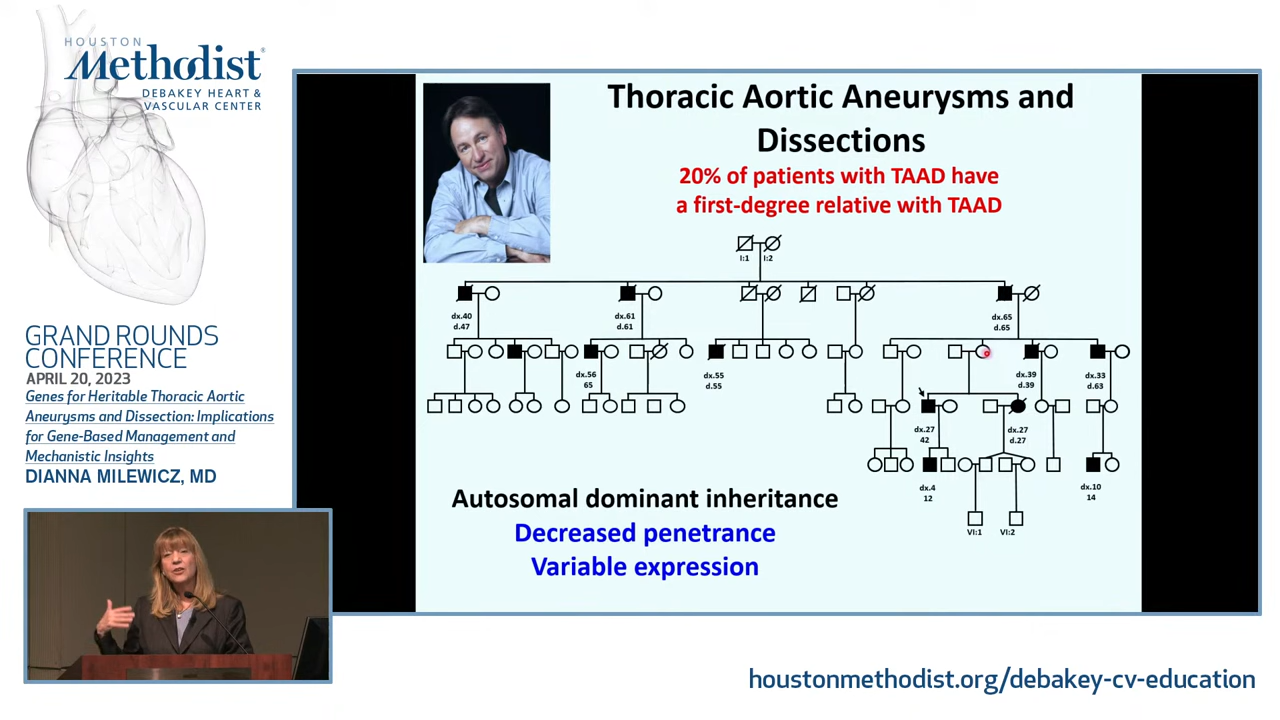 HOUSTON
Methodist®
DEBAKEY HEART &
VASCULAR CENTER
GRAND ROUNDS
CONFERENCE
APRIL 20, 2023
Genes for Heritable Thoracic Aortic
Aneurysms and Dissection: Implications
for Gene-Based Management and
Mechanistic Insights
DIANNA MILEWICZ, MD
Thoracic Aortic Aneurysms and
Dissections
20% of patients with TAAD have
a first-degree relative with TAAD
I:1 I:2
dx.40
d.47
dx.61
d.61
dx.65
d.65
dx.56
65
dx.55
d.55
dx.39
d.39
dx.33
d.63
dx.27
42
dx.27
d.27
dx.4
12
dx.10
14
VI:1 VI:2
Autosomal dominant inheritance
Decreased penetrance
Variable expression
houstonmethodist.org/debakey-cv-education